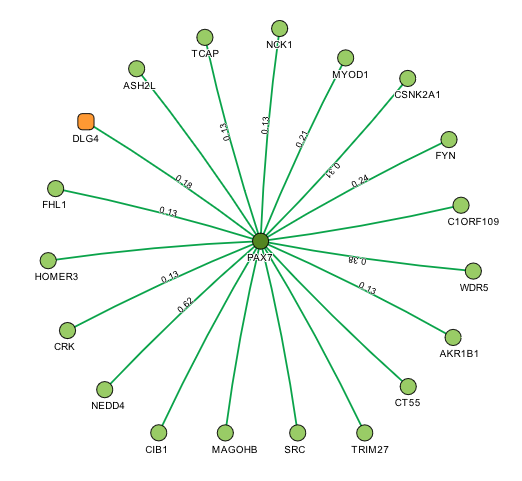 NCK1
TCAP
MYOD1
ASH2L
CSNK2A1
DLG4
0.13
0.13
0.21
FYN
0.31
0.18
0.24
FHL1
0.13
C1ORF109
PAX7
0.38
HOMER3
0.13
0.13
WDR5
0.62
CRK
AKR1B1
NEDD4
CT55
CIB1
MAGOHB
SRC
TRIM27